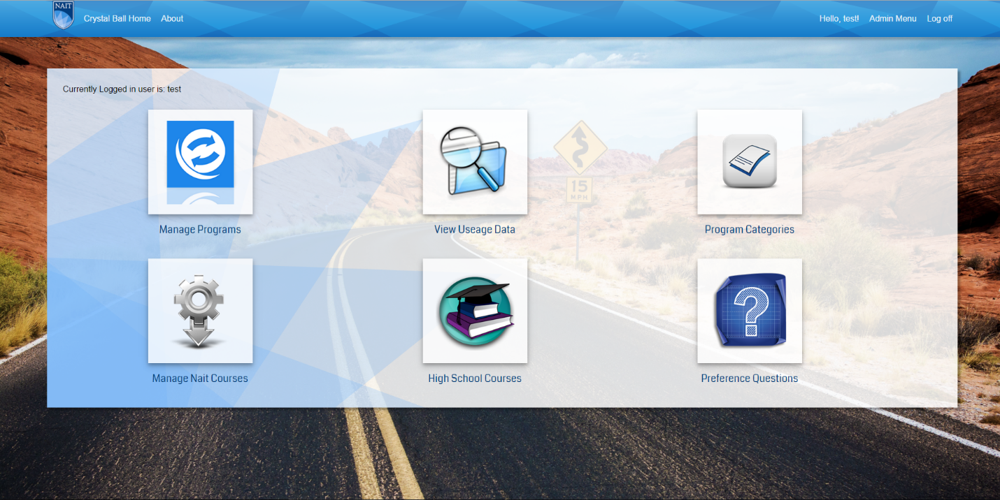 NAIT
Crystal Ball Home About
Hello, test! Admin Menu Log off
Currently Logged in user is: test
15
MPH
Manage Programs
View Useage Data
Program Categories
?
Manage Nait Courses
High School Courses
Preference Questions